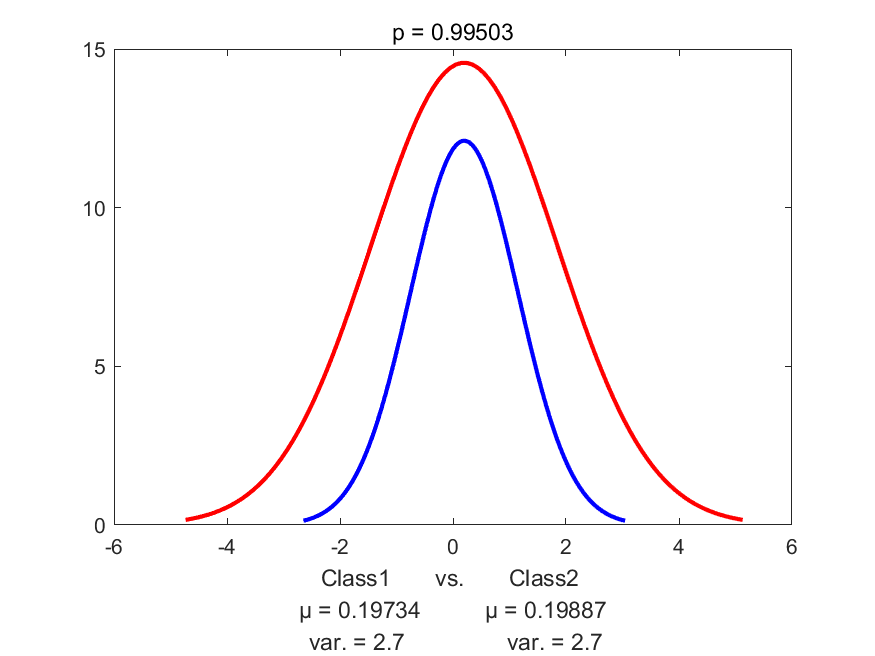 p = 0.99503
15
10
5
0
-6 -4 -2 0 2 4 6
Class1 vs. Class2
μ = 0.19734 μ = 0.19887
var. = 2.7 var. = 2.7